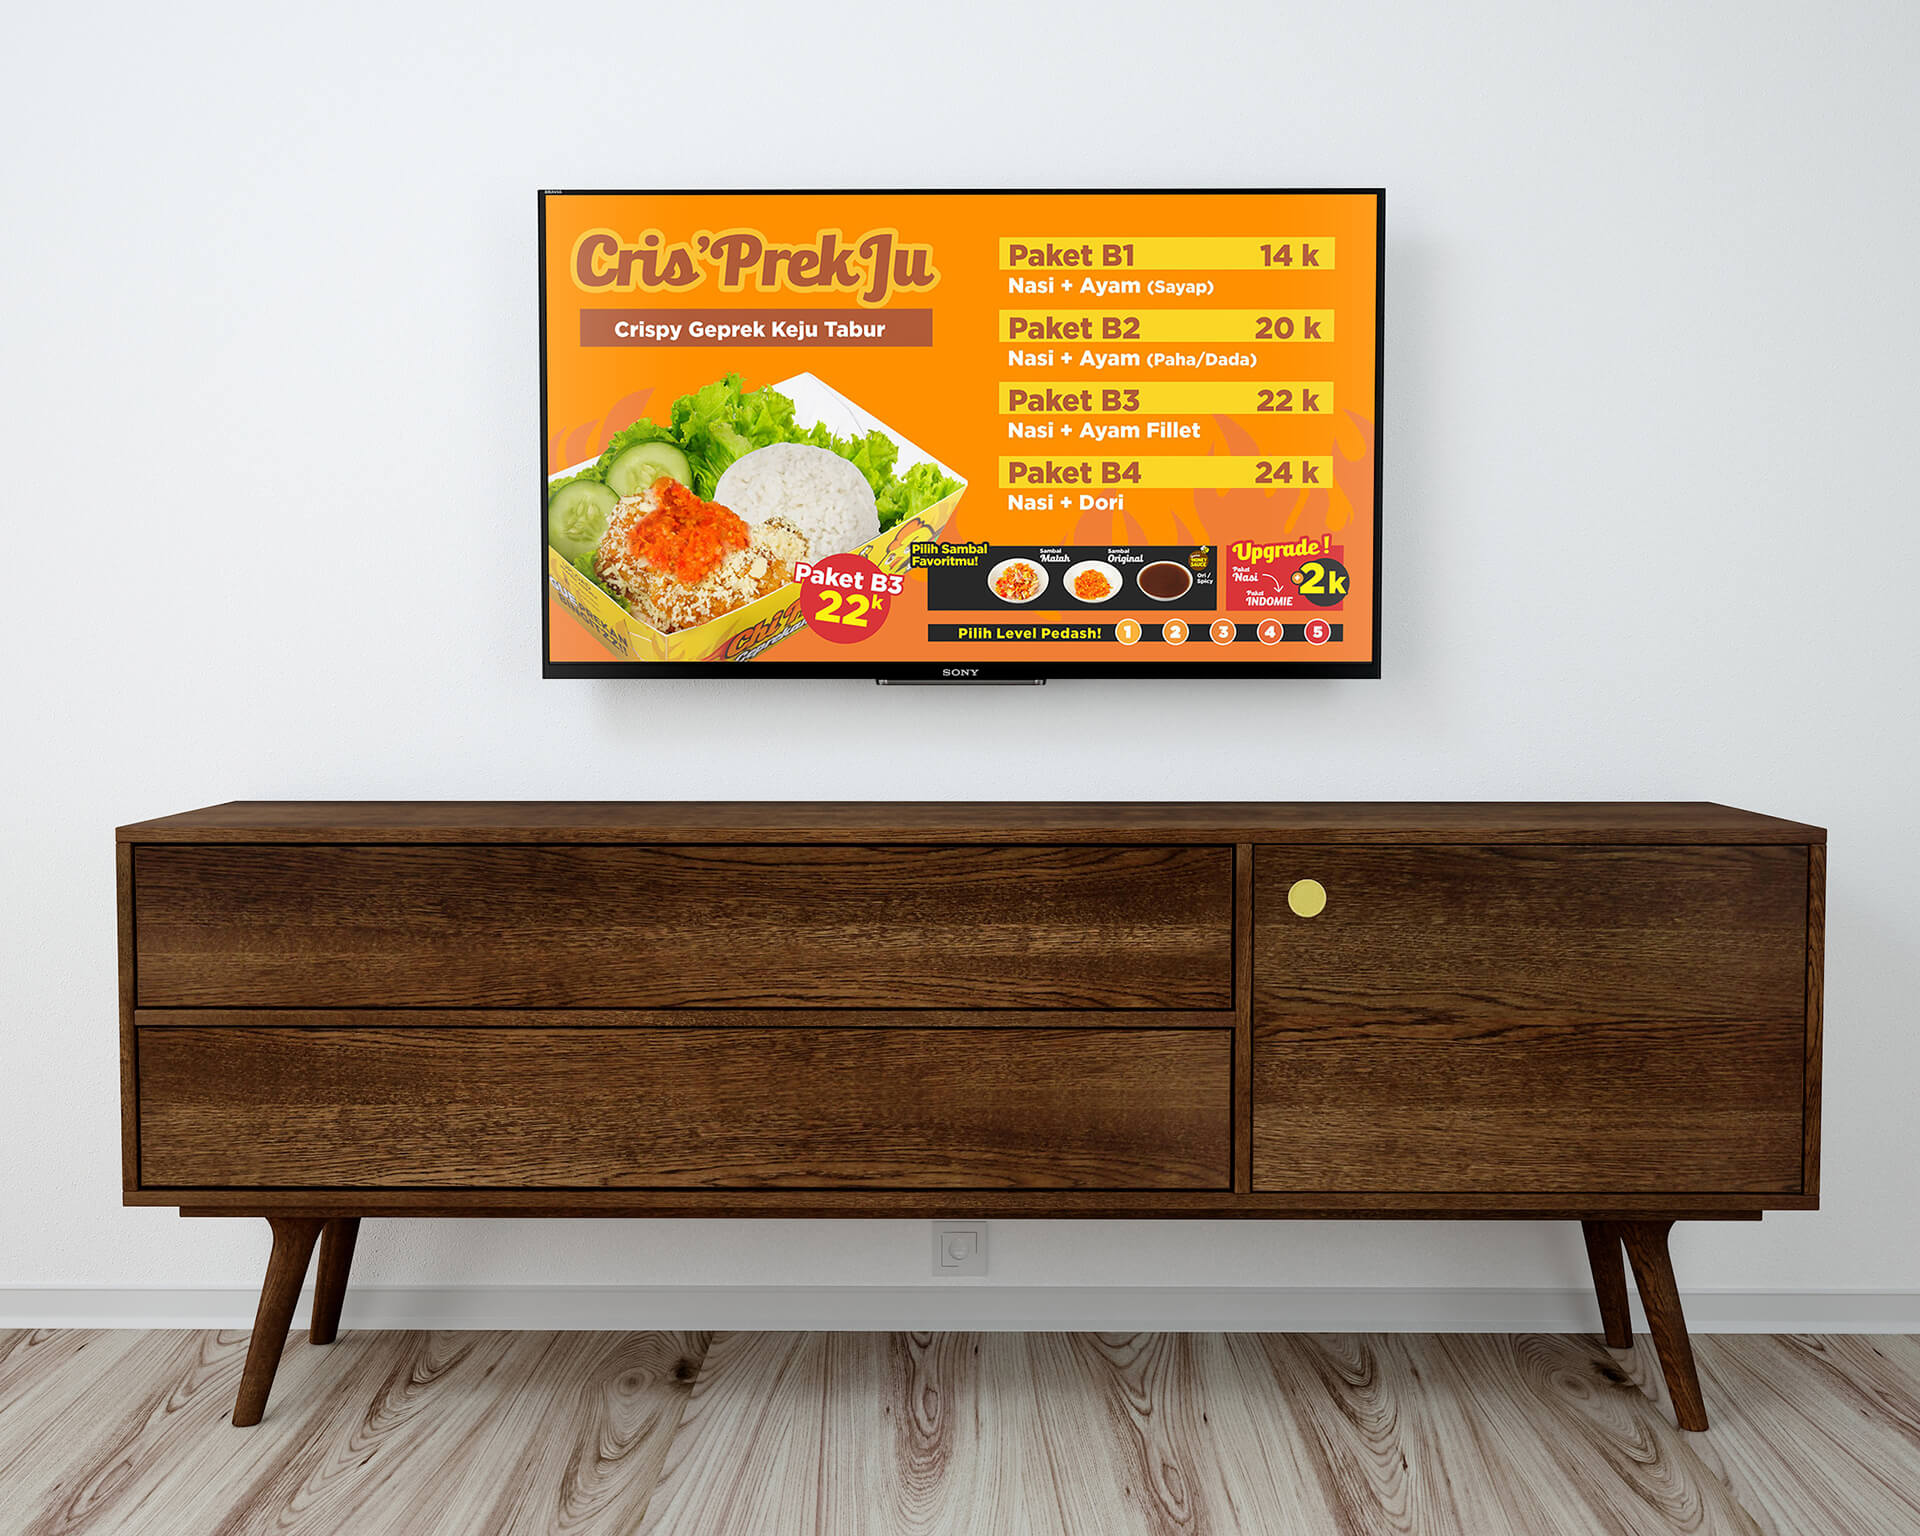 BRAVIA
Cris'PrekJu
Crispy Geprek Keju Tabur
Paket B1 14 k
Nasi + Ayam (Sayap)
Paket B2 20 k
Nasi + Ayam (Paha/Dada)
Paket B3 22 k
Nasi + Ayam Fillet
Paket B4 24 k
Nasi + Dori
Paket B3
22k
Pilih Sambal
Favoritmu!
Sambal
Matah
Sambal
Original
HONEY
SAUCE
Ori /
Spicy
Upgrade !
Paket
Nasi
Paket
INDOMIE
+2k
Pilih Level Pedash! 1 2 3 4 5
SONY